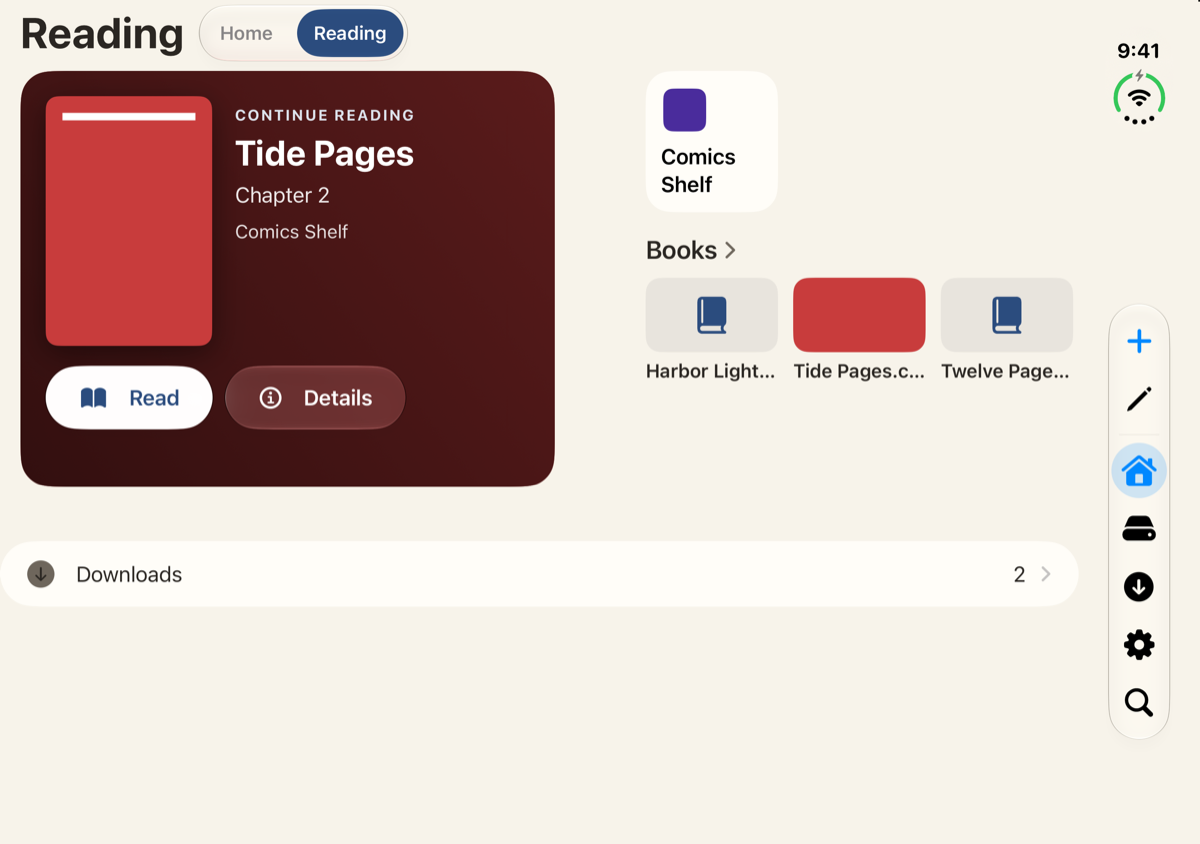 Reading
Home
Reading
9:41
CONTINUE READING
Tide Pages
Chapter 2
Comics Shelf
Read
Details
Comics
Shelf
Books
Harbor Light...
Tide Pages.c...
Twelve Page...
Downloads
2